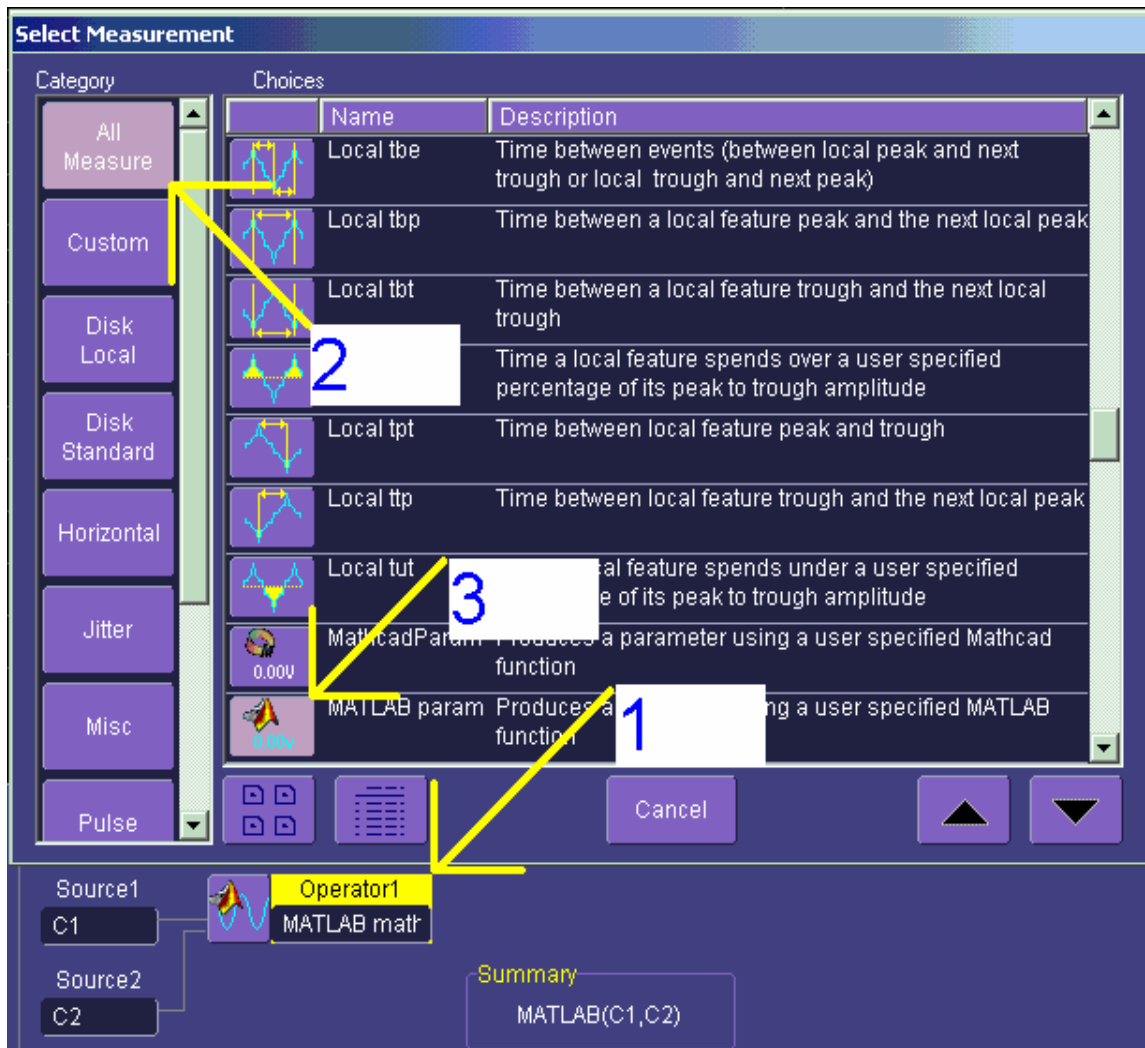 Select Measurement
Category
Choices
All
Measure
Custom
Disk
Local
Disk
Standard
Horizontal
Jitter
Misc
Pulse
Name Description
Local tbe Time between events (between local peak and next
trough or local trough and next peak)
Local tbp Time between a local feature peak and the next local peak
Local tbt Time between a local feature trough and the next local
trough
2
Time a local feature spends over a user specified
percentage of its peak to trough amplitude
Local tpt Time between local feature peak and trough
Local ttp Time between local feature trough and the next local peak
Local tut al feature spends under a user specified
3
e of its peak to trough amplitude
0.00V
MathcadParam Produces a parameter using a user specified Mathcad
function
0.00v
MATLAB param Produces a ng a user specified MATLAB
function
1
Cancel
Source1
C1
Operator1
MATLAB math
Source2
C2
Summary
MATLAB(C1,C2)